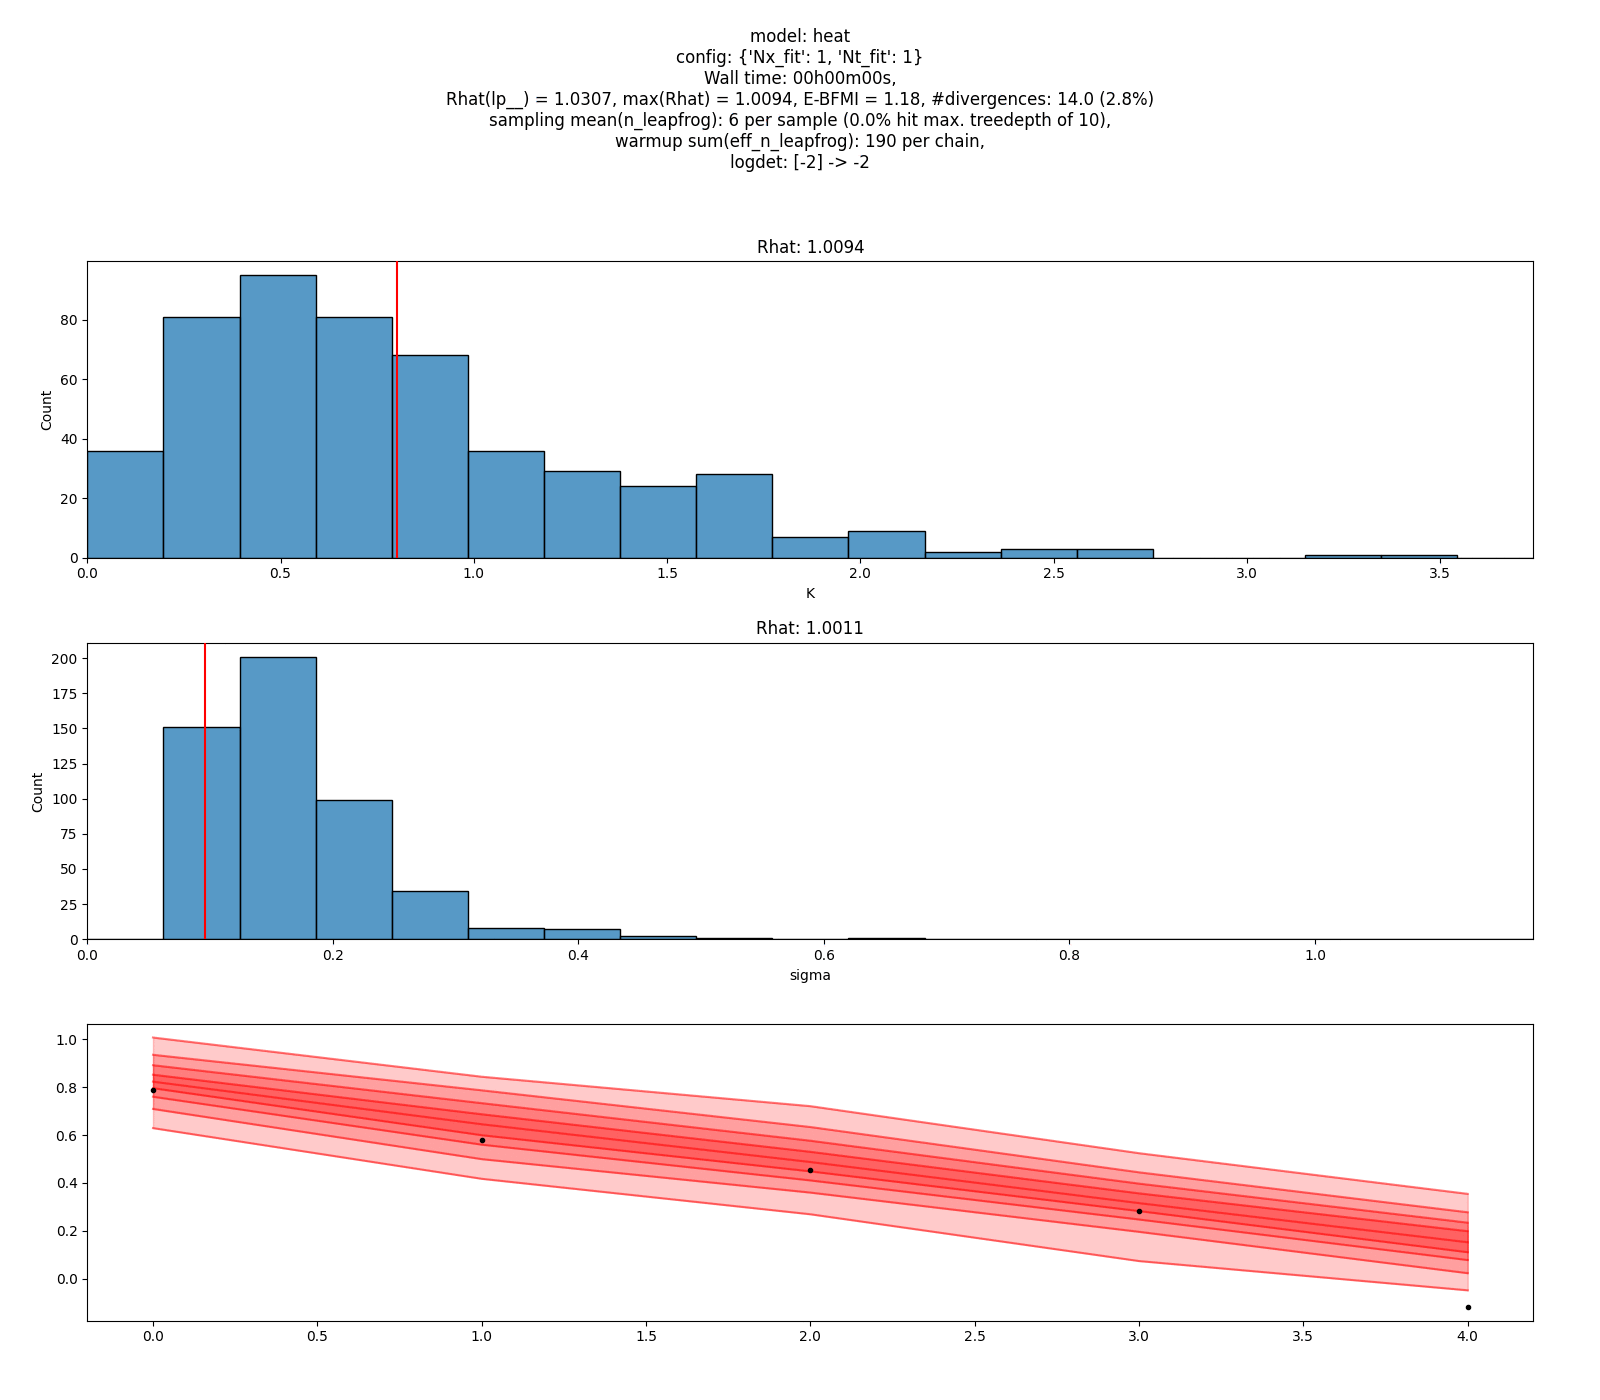 model: heat
config: {'Nx_fit': 1, 'Nt_fit': 1}
Wall time: 00h00m00s,
Rhat(lp__) = 1.0307, max(Rhat) = 1.0094, E-BFMI = 1.18, #divergences: 14.0 (2.8%)
sampling mean(n_leapfrog): 6 per sample (0.0% hit max. treedepth of 10),
warmup sum(eff_n_leapfrog): 190 per chain,
logdet: [-2] -> -2
Rhat: 1.0094
80
60
40
20
0
Count
0.0 0.5 1.0 1.5 2.0 2.5 3.0 3.5
K
Rhat: 1.0011
200
175
150
125
100
75
50
25
0
Count
0.0 0.2 0.4 0.6 0.8 1.0
sigma
1.0
0.8
0.6
0.4
0.2
0.0
0.0 0.5 1.0 1.5 2.0 2.5 3.0 3.5 4.0